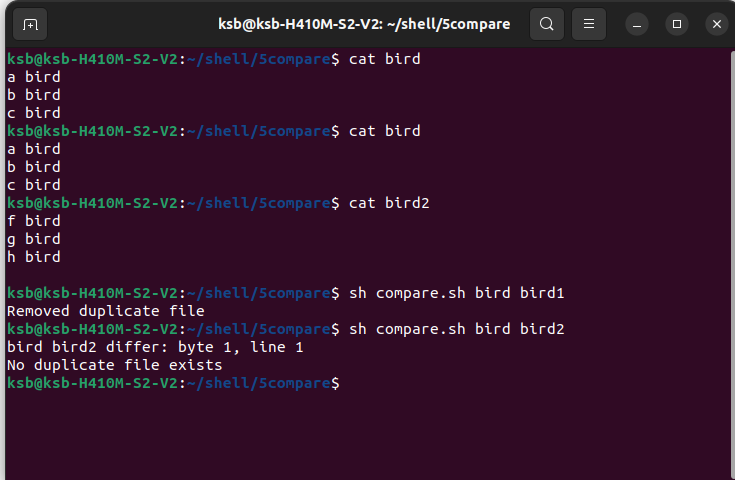 ksb@ksb-H410M-S2-V2: ~/shell/5compare
ksb@ksb-H410M-S2-V2:~/shell/5compare$ cat bird
a bird
b bird
c bird
ksb@ksb-H410M-S2-V2:~/shell/5compare$ cat bird
a bird
b bird
c bird
ksb@ksb-H410M-S2-V2:~/shell/5compare$ cat bird2
f bird
g bird
h bird
ksb@ksb-H410M-S2-V2:~/shell/5compare$ sh compare.sh bird bird1
Removed duplicate file
ksb@ksb-H410M-S2-V2:~/shell/5compare$ sh compare.sh bird bird2
bird bird2 differ: byte 1, line 1
No duplicate file exists
ksb@ksb-H410M-S2-V2:~/shell/5compare$